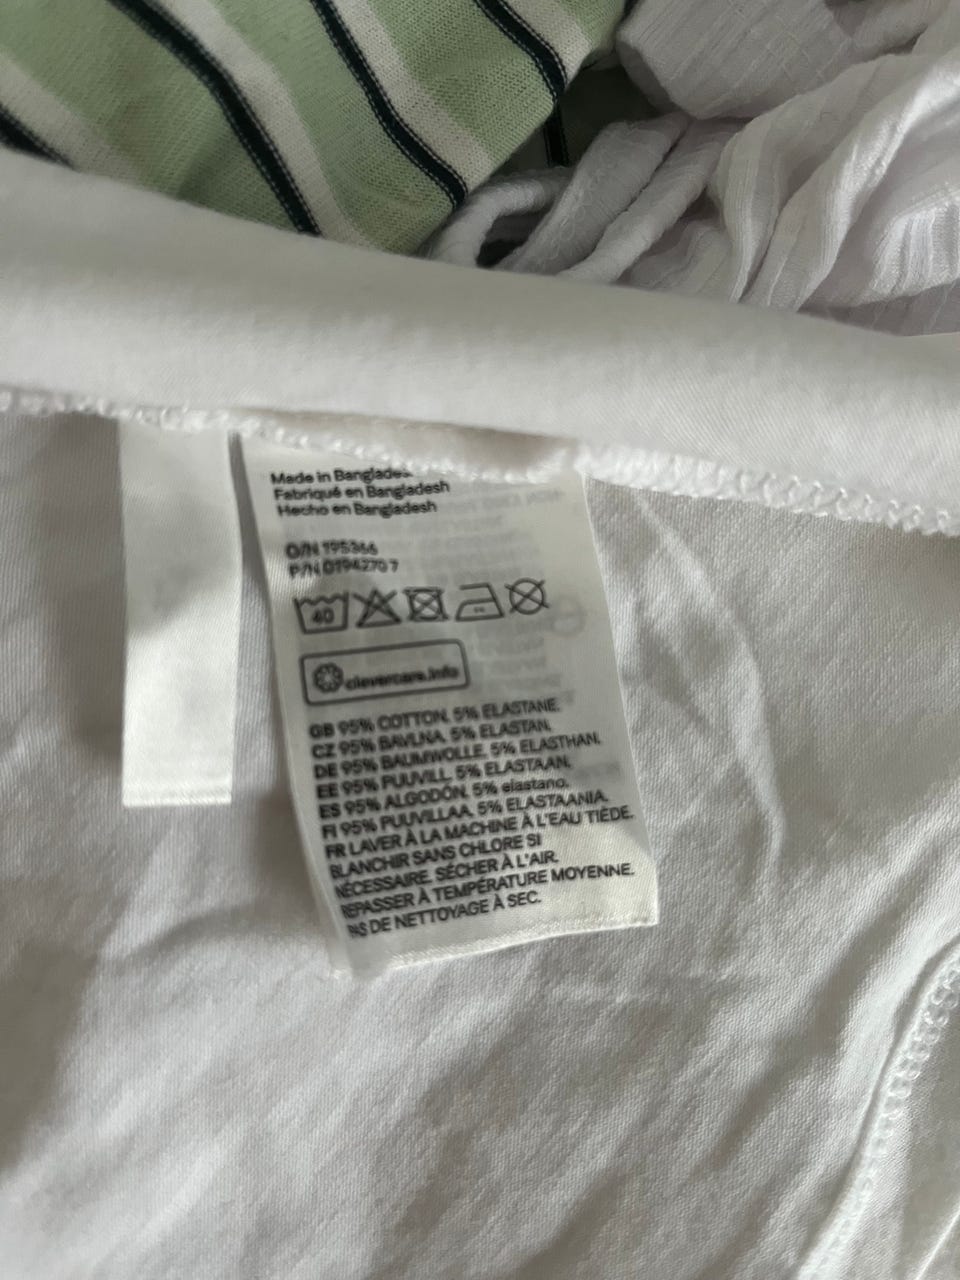 Made in
Fabriqué en Bangladesh
Hecho en Bangladesh
O/N 195366
P/N
40
clevercare.info
GB 95% COTTON, 5% ELASTANE.
CZ 95% BAVLNA, 5% ELASTAN.
DE 95% BAUMWOLLE, 5% ELASTHAN.
EE 95% PUUVILL, 5% ELASTAAN.
ES 95% ALGODÓN, 5% elastano.
FI 95% PUUVILLAA, 5% ELASTAANIA.
FR LAVER À LA MACHINE À L'EAU TIÈDE.
BLANCHIR SANS CHLORE SI
NÉCESSAIRE. SÉCHER À L'AIR.
REPASSER À TEMPÉRATURE MOYENNE.
PAS DE NETTOYAGE À SEC.